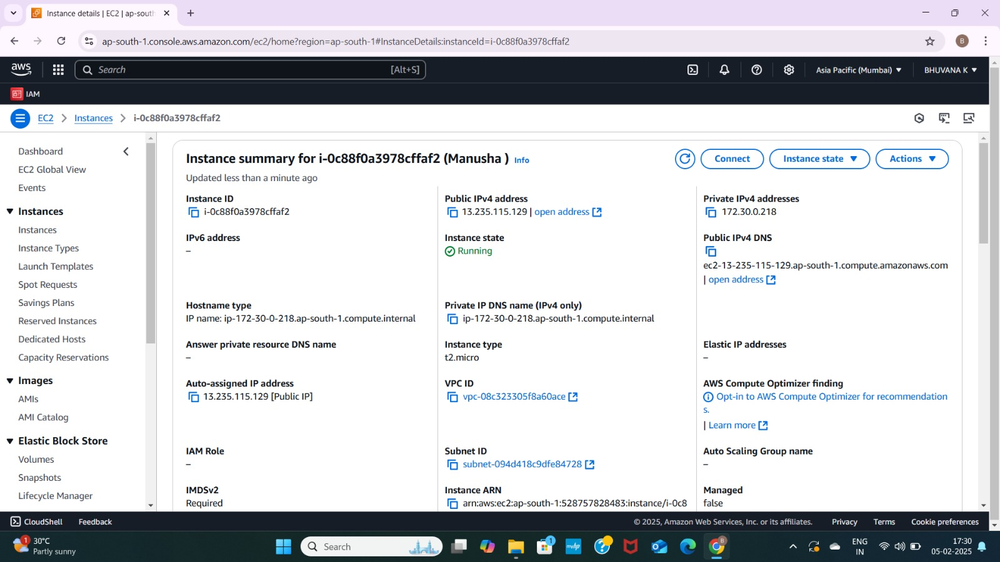 Instance details | EC2 | ap-south
ap-south-1.console.aws.amazon.com/ec2/home?region=ap-south-1#InstanceDetails:instanceId=i-0c88f0a3978cffaf2
B
aws
Search
[Alt+S]
Asia Pacific (Mumbai)
BHUVANA K
IAM
EC2
Instances
i-0c88f0a3978cffaf2
Dashboard
EC2 Global View
Events
Instances
Instances
Instance Types
Launch Templates
Spot Requests
Savings Plans
Reserved Instances
Dedicated Hosts
Capacity Reservations
Images
AMIs
AMI Catalog
Elastic Block Store
Volumes
Snapshots
Lifecycle Manager
Instance summary for i-0c88f0a3978cffaf2 (Manusha ) Info
Updated less than a minute ago
Connect
Instance state
Actions
Instance ID
i-0c88f0a3978cffaf2
Public IPv4 address
13.235.115.129 | open address
Private IPv4 addresses
172.30.0.218
IPv6 address
–
Instance state
Running
Public IPv4 DNS
ec2-13-235-115-129.ap-south-1.compute.amazonaws.com
| open address
Hostname type
IP name: ip-172-30-0-218.ap-south-1.compute.internal
Private IP DNS name (IPv4 only)
ip-172-30-0-218.ap-south-1.compute.internal
Answer private resource DNS name
–
Instance type
t2.micro
Elastic IP addresses
–
Auto-assigned IP address
13.235.115.129 [Public IP]
VPC ID
vpc-08c323305f8a60ace
AWS Compute Optimizer finding
Opt-in to AWS Compute Optimizer for recommendation
s.
| Learn more
IAM Role
–
Subnet ID
subnet-094d418c9dfe84728
Auto Scaling Group name
–
IMDSv2
Required
Instance ARN
arn:aws:ec2:ap-south-1:528757828483:instance/i-0c8
Managed
false
CloudShell
Feedback
© 2025, Amazon Web Services, Inc. or its affiliates.
Privacy
Terms
Cookie preferences
1
30°C
Partly sunny
Search
1
myhp
B
ENG
IN
17:30
05-02-2025